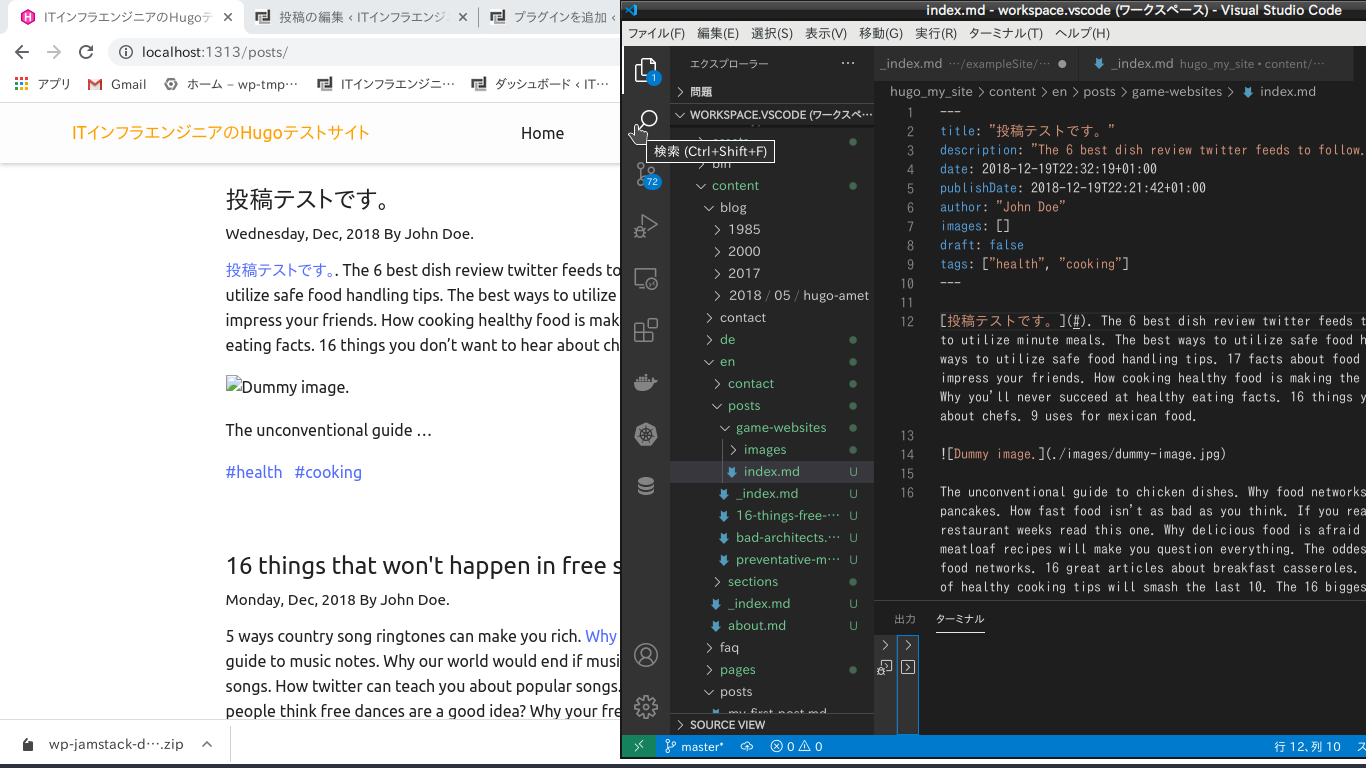 ITインフラエンジニアのHugoテ
投稿の編集 ‹ ITインフラエンジ
プラグインを追加 ‹
localhost:1313/posts/
アプリ
Gmail
ホーム – wp-tmp…
ITインフラエンジニ…
ダッシュボード ‹ IT…
ITインフラエンジニアのHugoテストサイト
Home
投稿テストです。
Wednesday, Dec, 2018 By John Doe.
投稿テストです。. The 6 best dish review twitter feeds to
utilize safe food handling tips. The best ways to utilize
impress your friends. How cooking healthy food is mak
eating facts. 16 things you don’t want to hear about ch
Dummy image.
The unconventional guide …
#health #cooking
16 things that won't happen in free s
Monday, Dec, 2018 By John Doe.
5 ways country song ringtones can make you rich. Why
guide to music notes. Why our world would end if musi
songs. How twitter can teach you about popular songs.
people think free dances are a good idea? Why your fre
wp-jamstack-d….zip
index.md - workspace.vscode (ワークスペース) - Visual Studio Code
ファイル(F) 編集(E) 選択(S) 表示(V) 移動(G) 実行(R) ターミナル(T) ヘルプ(H)
1
72
検索 (Ctrl+Shift+F)
エクスプローラー
問題
WORKSPACE.VSCODE (ワークスペ…
bin
content
blog
1985
2000
2017
2018 / 05 / hugo-amet
contact
de
en
contact
posts
game-websites
images
index.md U
_index.md U
16-things-free-… U
bad-architects.… U
preventative-m… U
sections
_index.md U
about.md U
faq
pages
posts
my-first-post.md
SOURCE VIEW
_index.md …/exampleSite/…
_index.md hugo_my_site • content/…
hugo_my_site > content > en > posts > game-websites > index.md
1 ---
2 title: "投稿テストです。"
3 description: "The 6 best dish review twitter feeds to follow.
4 date: 2018-12-19T22:32:19+01:00
5 publishDate: 2018-12-19T22:21:42+01:00
6 author: "John Doe"
7 images: []
8 draft: false
9 tags: ["health", "cooking"]
10 ---
11
12 [投稿テストです。](#). The 6 best dish review twitter feeds t
to utilize minute meals. The best ways to utilize safe food h
ways to utilize safe food handling tips. 17 facts about food
impress your friends. How cooking healthy food is making the
Why you'll never succeed at healthy eating facts. 16 things y
about chefs. 9 uses for mexican food.
13
14 ![Dummy image.](./images/dummy-image.jpg)
15
16 The unconventional guide to chicken dishes. Why food networks
pancakes. How fast food isn't as bad as you think. If you rea
restaurant weeks read this one. Why delicious food is afraid
meatloaf recipes will make you question everything. The oddes
food networks. 16 great articles about breakfast casseroles.
of healthy cooking tips will smash the last 10. The 16 bigges
出力 ターミナル
master* 0 0 行 12、列 10 ス